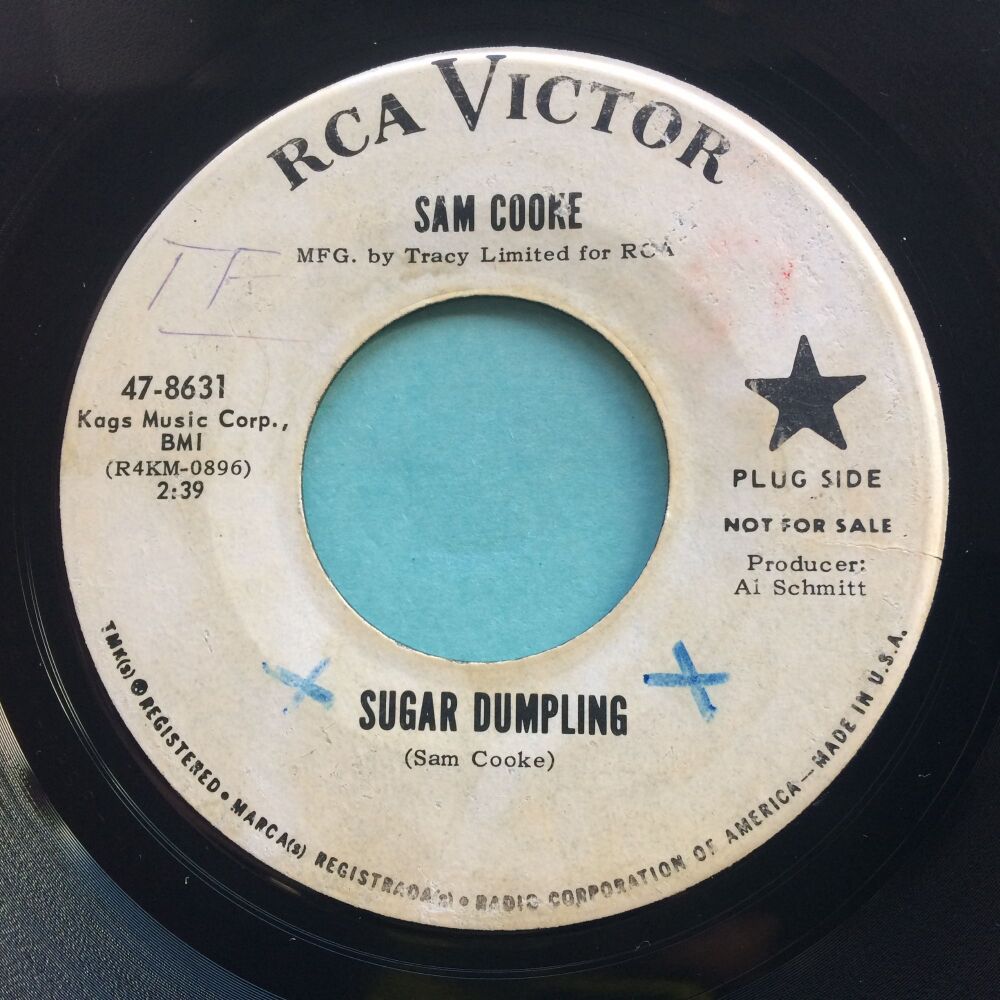 RCA VICTOR
SAM COOKE
MFG. by Tracy Limited for RCA
47-8631
Kags Music Corp.,
BMI
(R4KM-0896)
2:39
PLUG SIDE
NOT FOR SALE
Producer:
Al Schmitt
SUGAR DUMPLING
(Sam Cooke)
TMK(s) ® REGISTERED • MARCA(s) REGISTRADA(s) • RADIO CORPORATION OF AMERICA — MADE IN U.S.A.